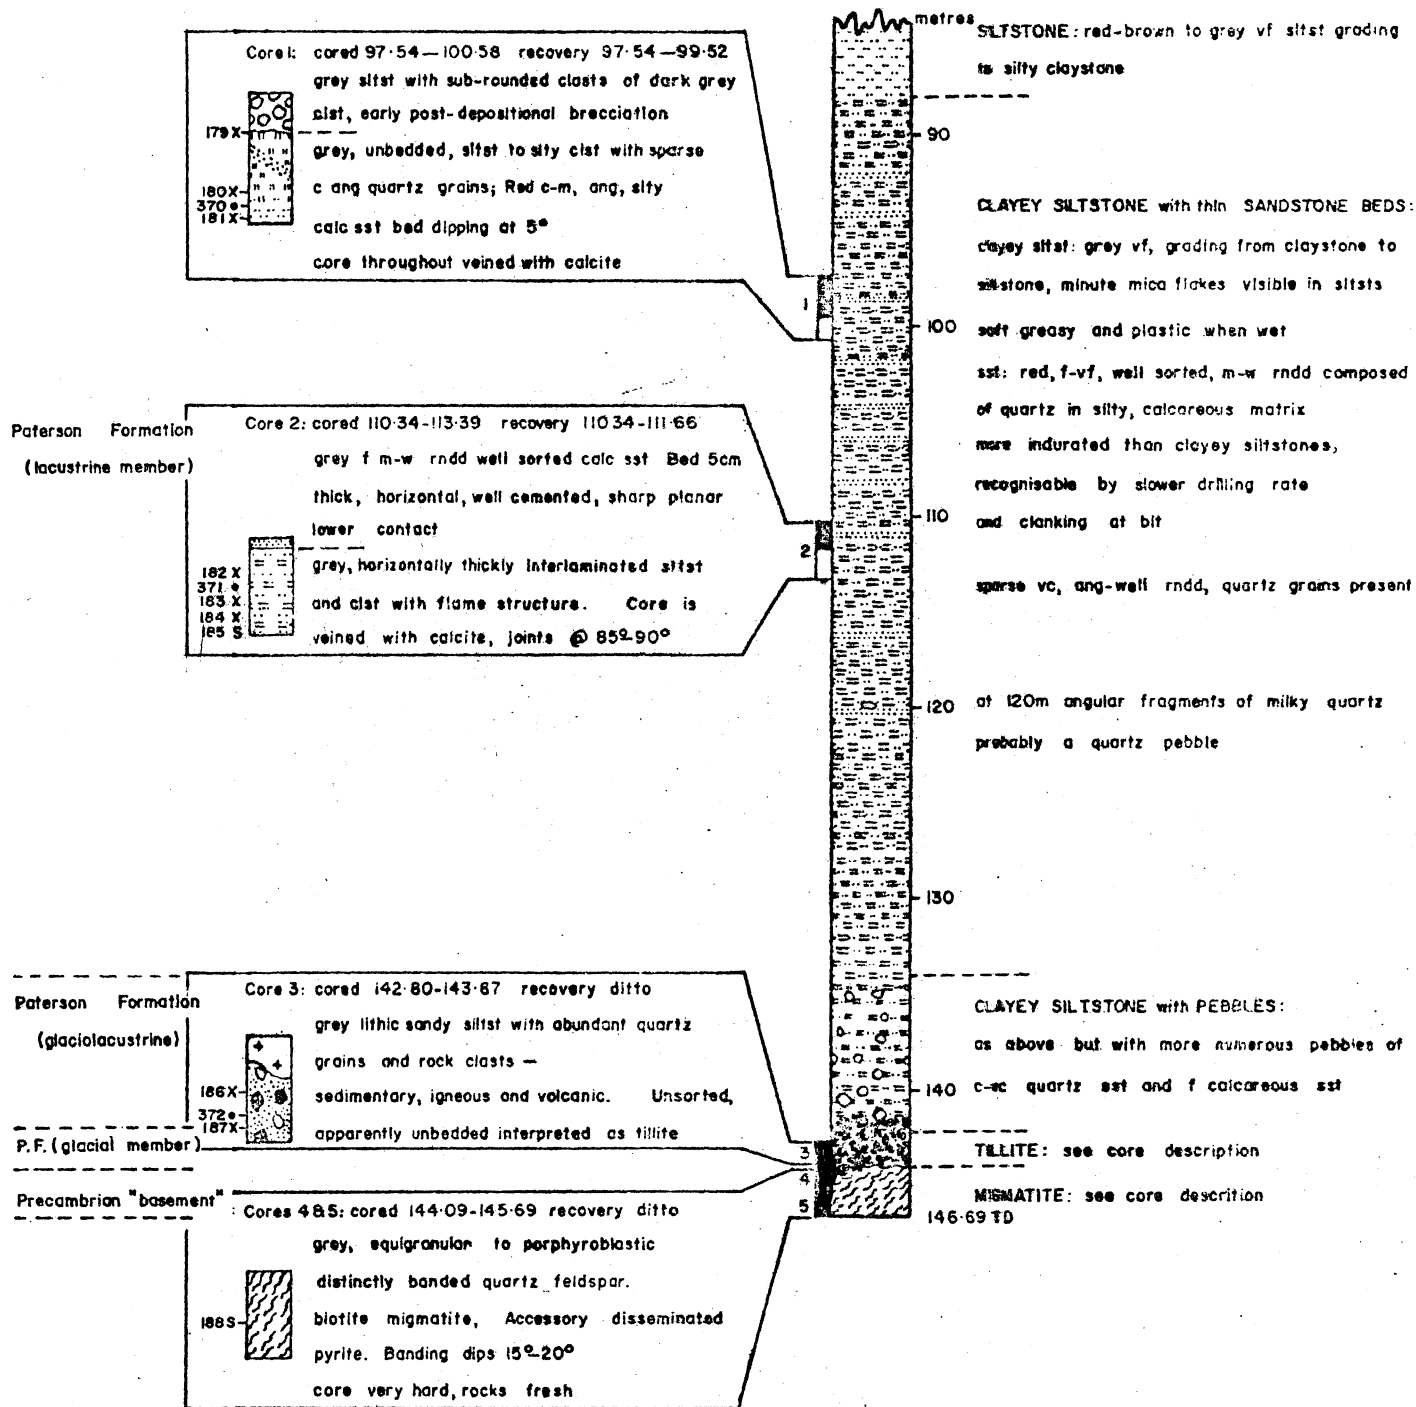 metres
SILTSTONE: red-brown to grey vf sltst grading
to silty claystone
Core 1: cored 97·54—100·58 recovery 97·54—99·52
grey sltst with sub-rounded clasts of dark grey
clst, early post-depositional brecciation
179X
grey, unbedded, sltst to slty clst with sparse
180X
c ang quartz grains; Red c-m, ang, slty
370●
181X
calc sst bed dipping at 5°
core throughout veined with calcite
90
CLAYEY SILTSTONE with thin SANDSTONE BEDS:
clayey sltst: grey vf, grading from claystone to
siltstone, minute mica flakes visible in sltsts
1
100
soft greasy and plastic when wet
sst: red, f-vf, well sorted, m-w rndd composed
of quartz in silty, calcareous matrix
more indurated than clayey siltstones,
recognisable by slower drilling rate
and clanking at bit
110
sparse vc, ang-well rndd, quartz grains present
Paterson Formation
(lacustrine member)
Core 2: cored 110·34-113·39 recovery 110 34-111·66
grey f m-w rndd well sorted calc sst Bed 5cm
thick, horizontal, well cemented, sharp planar
lower contact
182 X
grey, horizontally thickly interlaminated sltst
371 ●
183 X
and clst with flame structure. Core is
184 X
185 S
veined with calcite, joints @ 85º-90°
2
120
at 120m angular fragments of milky quartz
probably a quartz pebble
130
Paterson Formation
(glaciolacustrine)
Core 3: cored 142·80-143·67 recovery ditto
grey lithic sandy siltst with abundant quartz
grains and rock clasts —
186X
sedimentary, igneous and volcanic. Unsorted,
372●
187X
apparently unbedded interpreted as tillite
CLAYEY SILTSTONE with PEBBLES:
as above but with more numerous pebbles of
140
c-vc quartz sst and f calcareous sst
P.F. (glacial member)
3
TILLITE: see core description
4
Precambrian "basement"
MIGMATITE: see core descrition
5
146·69 TD
Cores 4&5: cored 144·09-145·69 recovery ditto
grey, equigranular to porphyroblastic
distinctly banded quartz feldspar.
188S
biotite migmatite, Accessory disseminated
pyrite. Banding dips 15º-20°
core very hard, rocks fresh